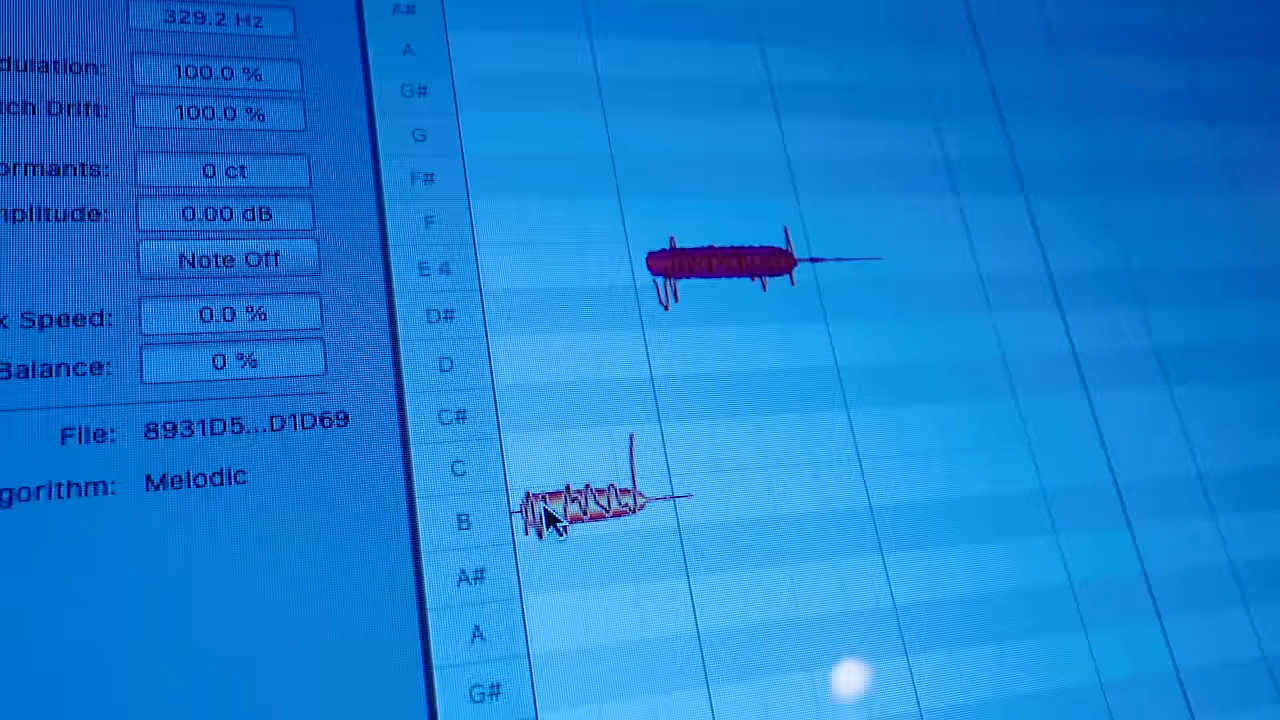 329.2 Hz
dulation: 100.0 %
tch Drift: 100.0 %
ormants: 0 ct
nplitude: 0.00 dB
Note Off
k Speed: 0.0 %
Balance: 0 %
File: 8931D5...D1D69
gorithm: Melodic
A#
A
G#
G
F#
F
E 4
D#
D
C#
C
B
A#
A
G#